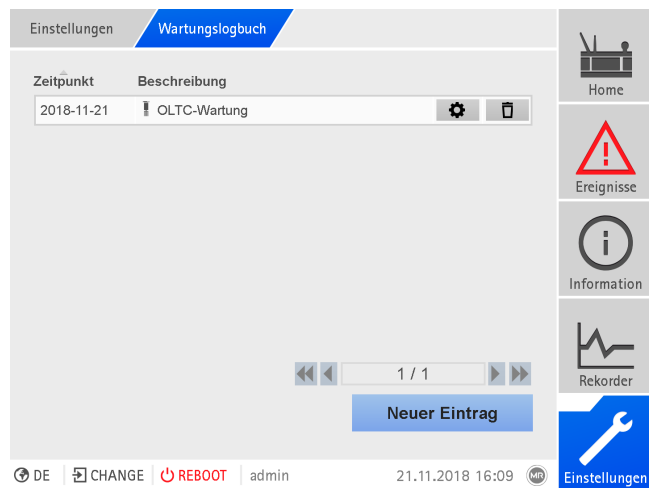 Einstellungen Wartungslogbuch
Zeitpunkt Beschreibung
2018-11-21 OLTC-Wartung
1 / 1
Neuer Eintrag
DE CHANGE REBOOT admin 21.11.2018 16:09 MR
Home
Ereignisse
Information
Rekorder
Einstellungen